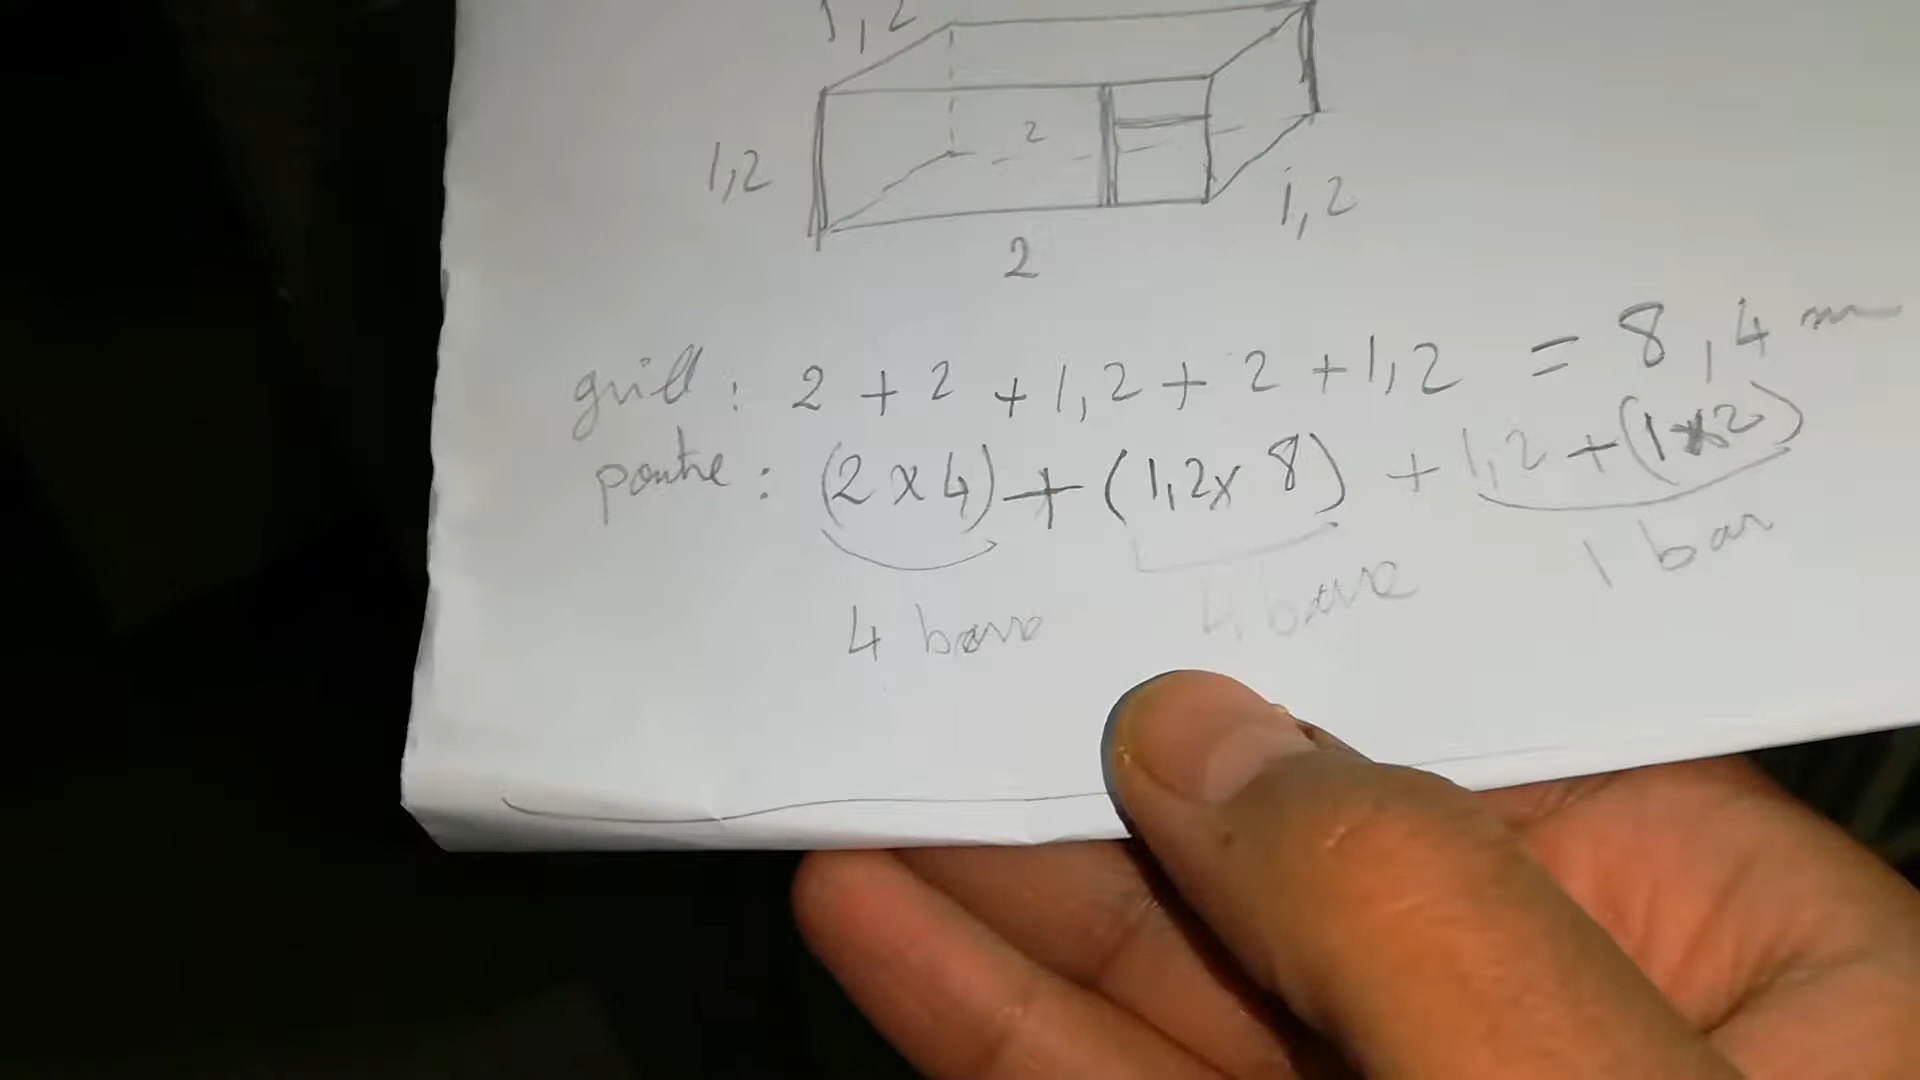 1,2
2
1,2
1,2
2
grill : 2 + 2 + 1,2 + 2 + 1,2 = 8,4 m
poutre : (2 x 4) + (1,2 x 8) + 1,2 + (1 x 2)
4 barre 4 barre 1 bar